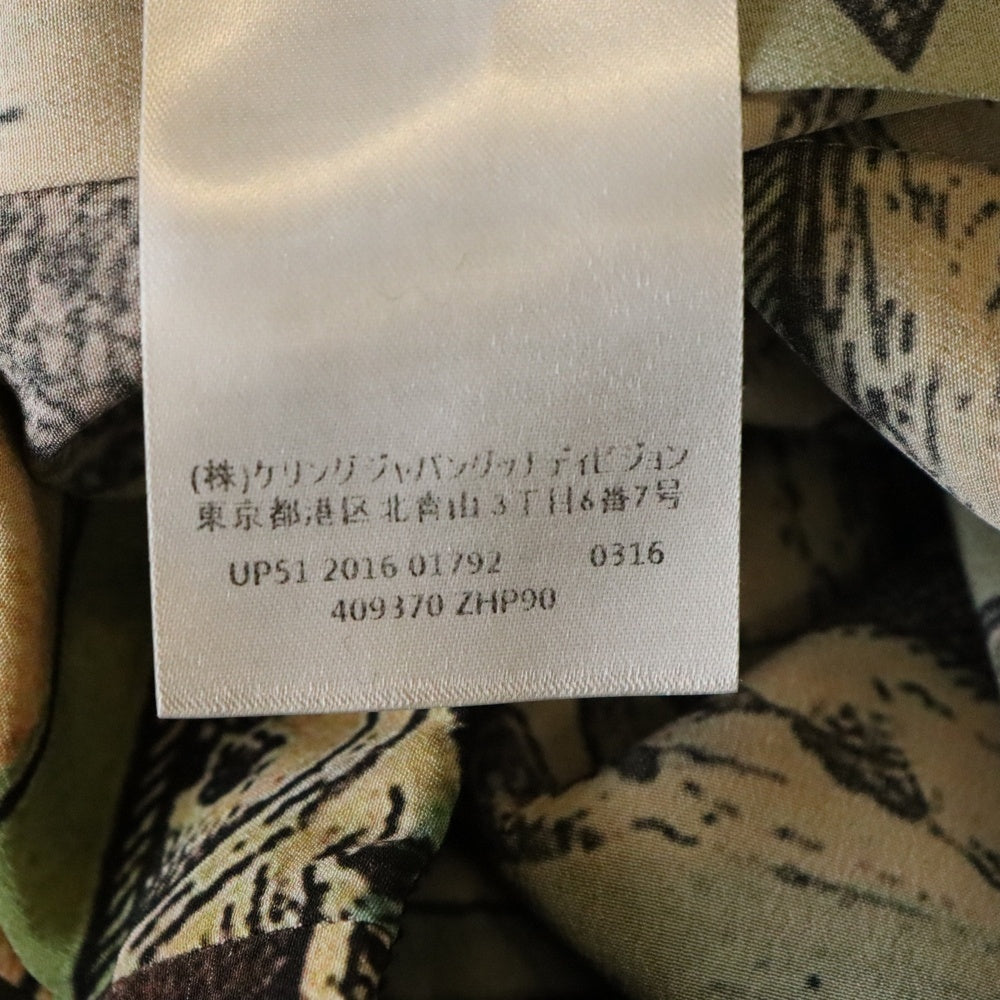 (株)ケリングジャパングッチディビジョン
東京都港区北青山3丁目6番7号
UP51 2016 01792 0316
409370 ZHP90